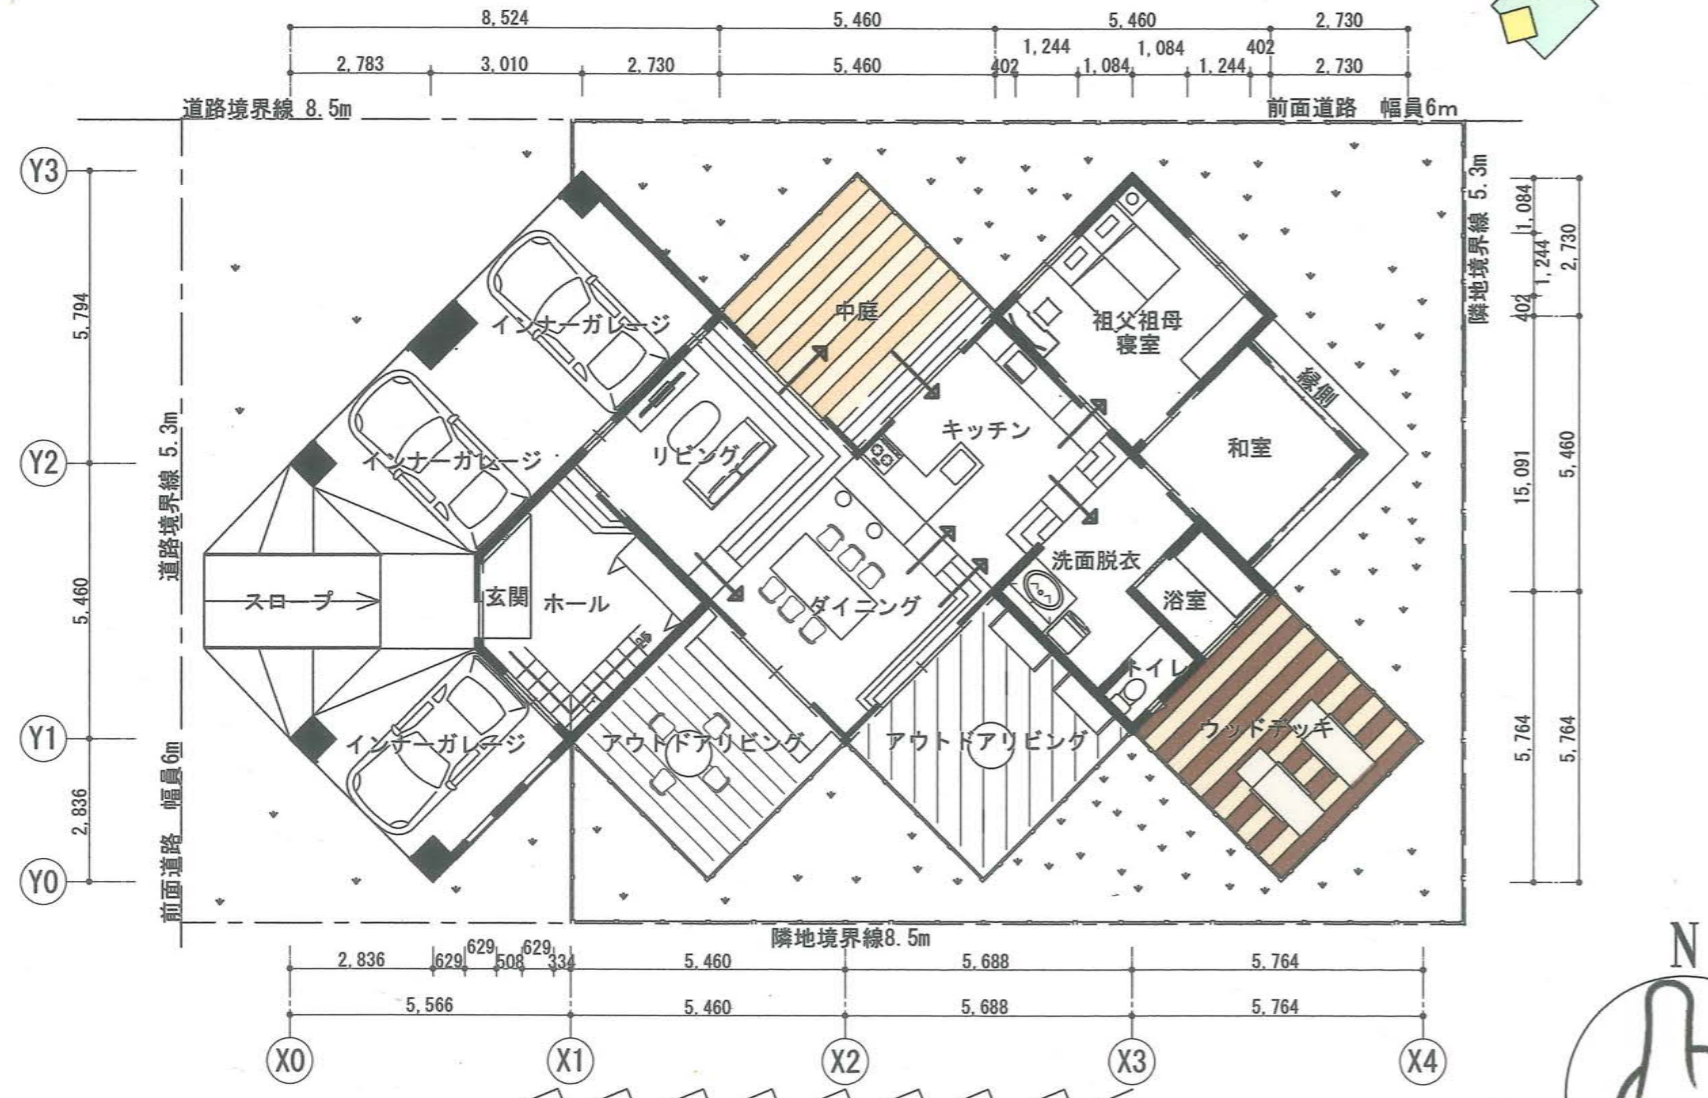 8,524
5,460
5,460
2,730
1,244
1,084
402
2,783
3,010
2,730
5,460
402
1,084
1,244
2,730
道路境界線 8.5m
前面道路 幅員6m
Y3
Y2
Y1
Y0
5,794
5,460
2,836
道路境界線 5.3m
前面道路 幅員6m
隣地境界線 5.3m
1,084
1,244
402
2,730
15,091
5,460
5,764
5,764
インナーガレージ
中庭
祖父祖母
寝室
縁側
インナーガレージ
リビング
キッチン
和室
スロープ
玄関
ホール
ダイニング
洗面脱衣
浴室
トイレ
インナーガレージ
アウトドアリビング
アウトドアリビング
ウッドデッキ
隣地境界線8.5m
2,836
629
629
508
629
334
5,460
5,688
5,764
5,566
5,460
5,688
5,764
X0
X1
X2
X3
X4
N